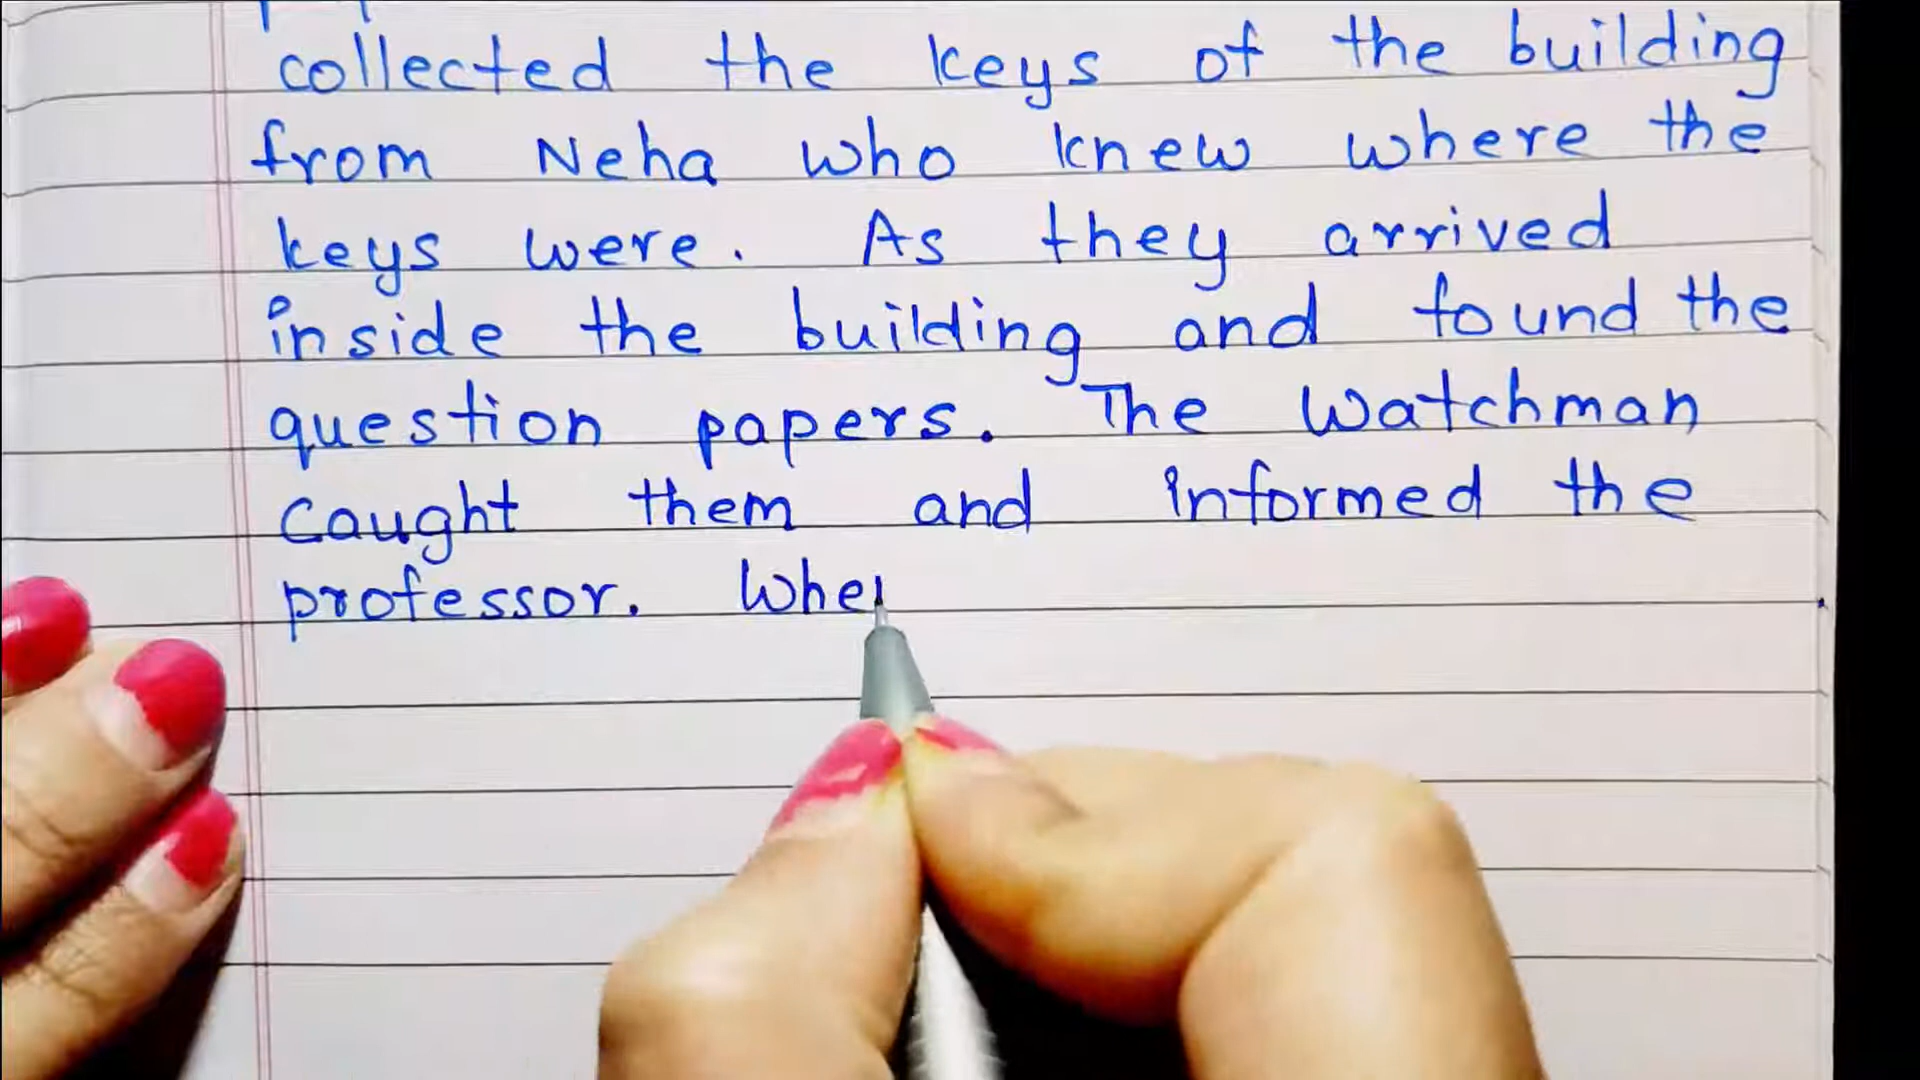 collected the keys of the building
from Neha who knew where the
keys were. As they arrived
inside the building and found the
question papers. The Watchman
caught them and informed the
professor.